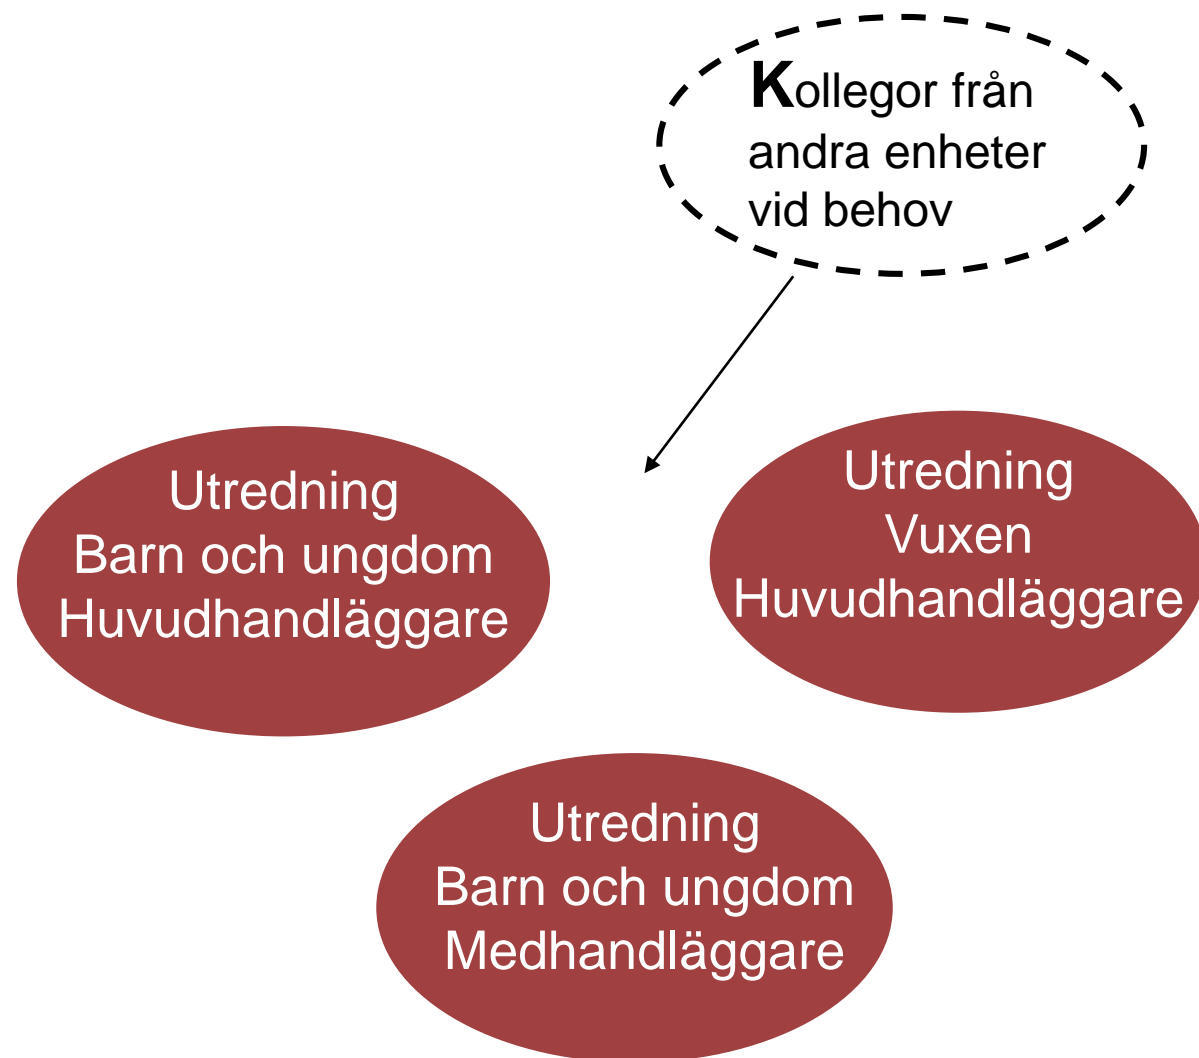 Kollegor från
andra enheter
vid behov
Utredning
Barn och ungdom
Huvudhandläggare
Utredning
Vuxen
Huvudhandläggare
Utredning
Barn och ungdom
Medhandläggare